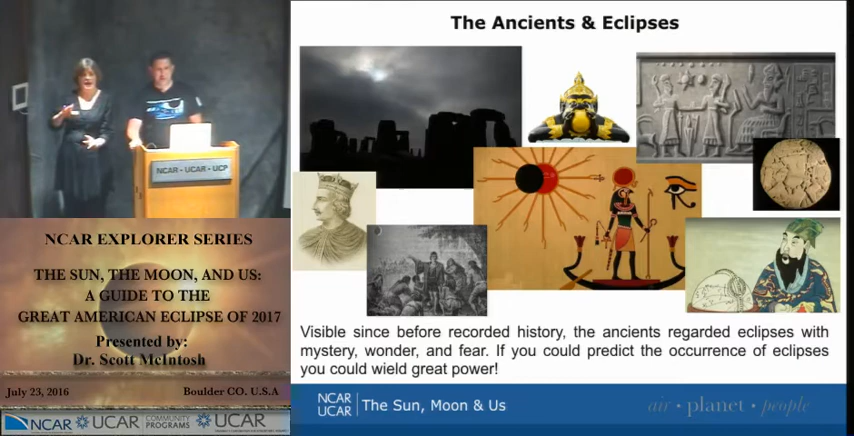 The Ancients & Eclipses
Visible since before recorded history, the ancients regarded eclipses with
mystery, wonder, and fear. If you could predict the occurrence of eclipses
you could wield great power!
NCAR
UCAR
The Sun, Moon & Us
air • planet • people
NCAR - UCAR - UCP
NCAR EXPLORER SERIES
THE SUN, THE MOON, AND US:
A GUIDE TO THE
GREAT AMERICAN ECLIPSE OF 2017
Presented by:
Dr. Scott McIntosh
July 23, 2016 Boulder CO. U.S.A
NCAR UCAR COMMUNITY PROGRAMS UCAR